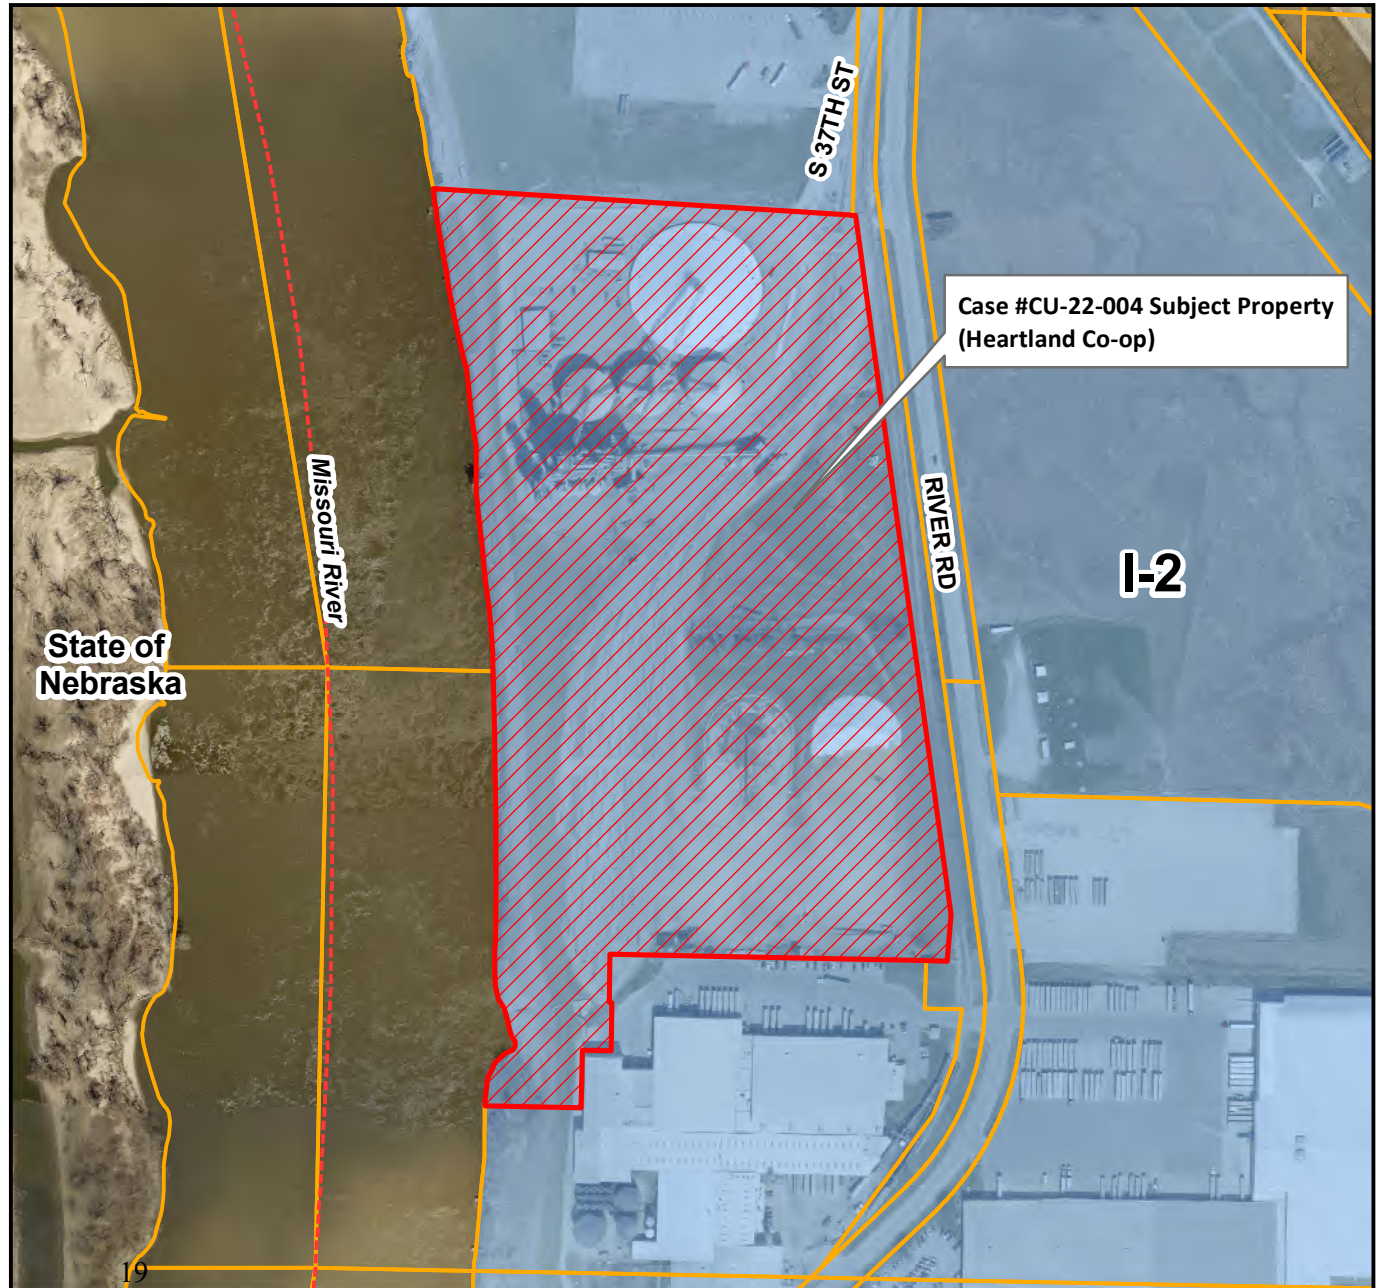 S 37TH ST
Case #CU-22-004 Subject Property
(Heartland Co-op)
Missouri River
RIVER RD
I-2
State of
Nebraska
19